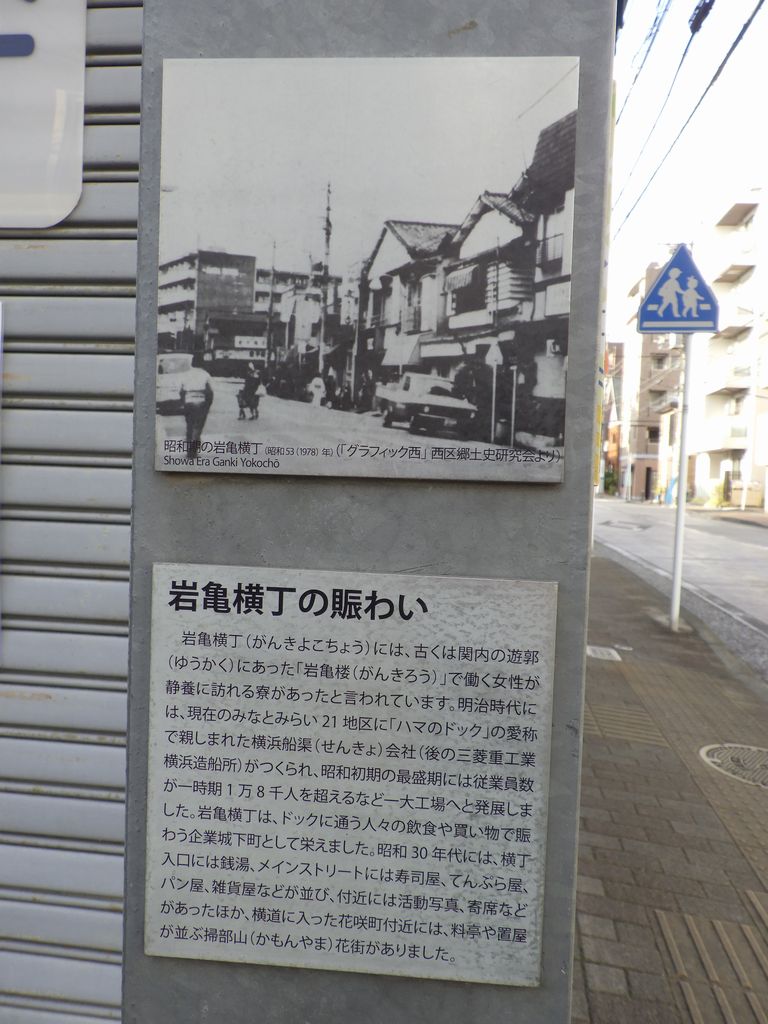 昭和期の岩亀横丁(昭和53(1978)年)(「グラフィック西」西区郷土史研究会より)
Showa Era Ganki Yokochō
岩亀横丁の賑わい
岩亀横丁(がんきよこちょう)には、古くは関内の遊郭
(ゆうかく)にあった「岩亀楼(がんきろう)」で働く女性が
静養に訪れる寮があったと言われています。明治時代に
は、現在のみなとみらい21地区に「ハマのドック」の愛称
で親しまれた横浜船渠(せんきょ)会社(後の三菱重工業
横浜造船所)がつくられ、昭和初期の最盛期には従業員数
が一時期1万8千人を超えるなど一大工場へと発展しま
した。岩亀横丁は、ドックに通う人々の飲食や買い物で賑
わう企業城下町として栄えました。昭和30年代には、横丁
入口には銭湯、メインストリートには寿司屋、てんぷら屋、
パン屋、雑貨屋などが並び、付近には活動写真、寄席など
があったほか、横道に入った花咲町付近には、料亭や置屋
が並ぶ掃部山(かもんやま)花街がありました。